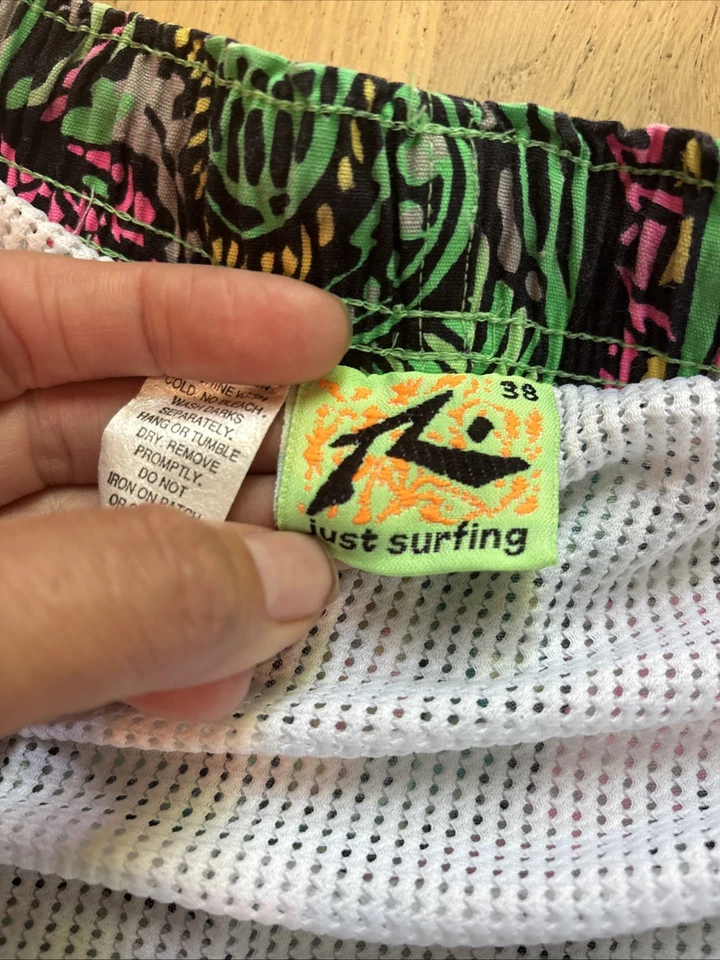 COLD. NO BLEACH.
WASH DARKS
SEPARATELY.
HANG OR TUMBLE
DRY. REMOVE
PROMPTLY.
DO NOT
IRON ON PATCH
OR
38
just surfing